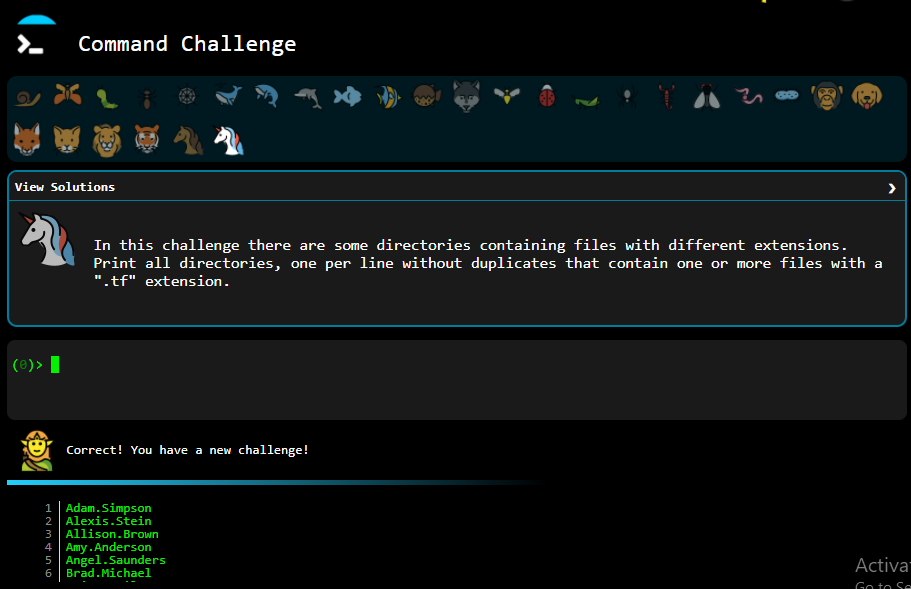 Command Challenge
View Solutions
In this challenge there are some directories containing files with different extensions.
Print all directories, one per line without duplicates that contain one or more files with a
".tf" extension.
(0)>
Correct! You have a new challenge!
1 Adam.Simpson
2 Alexis.Stein
3 Allison.Brown
4 Amy.Anderson
5 Angel.Saunders
6 Brad.Michael
Activa
Go to Se